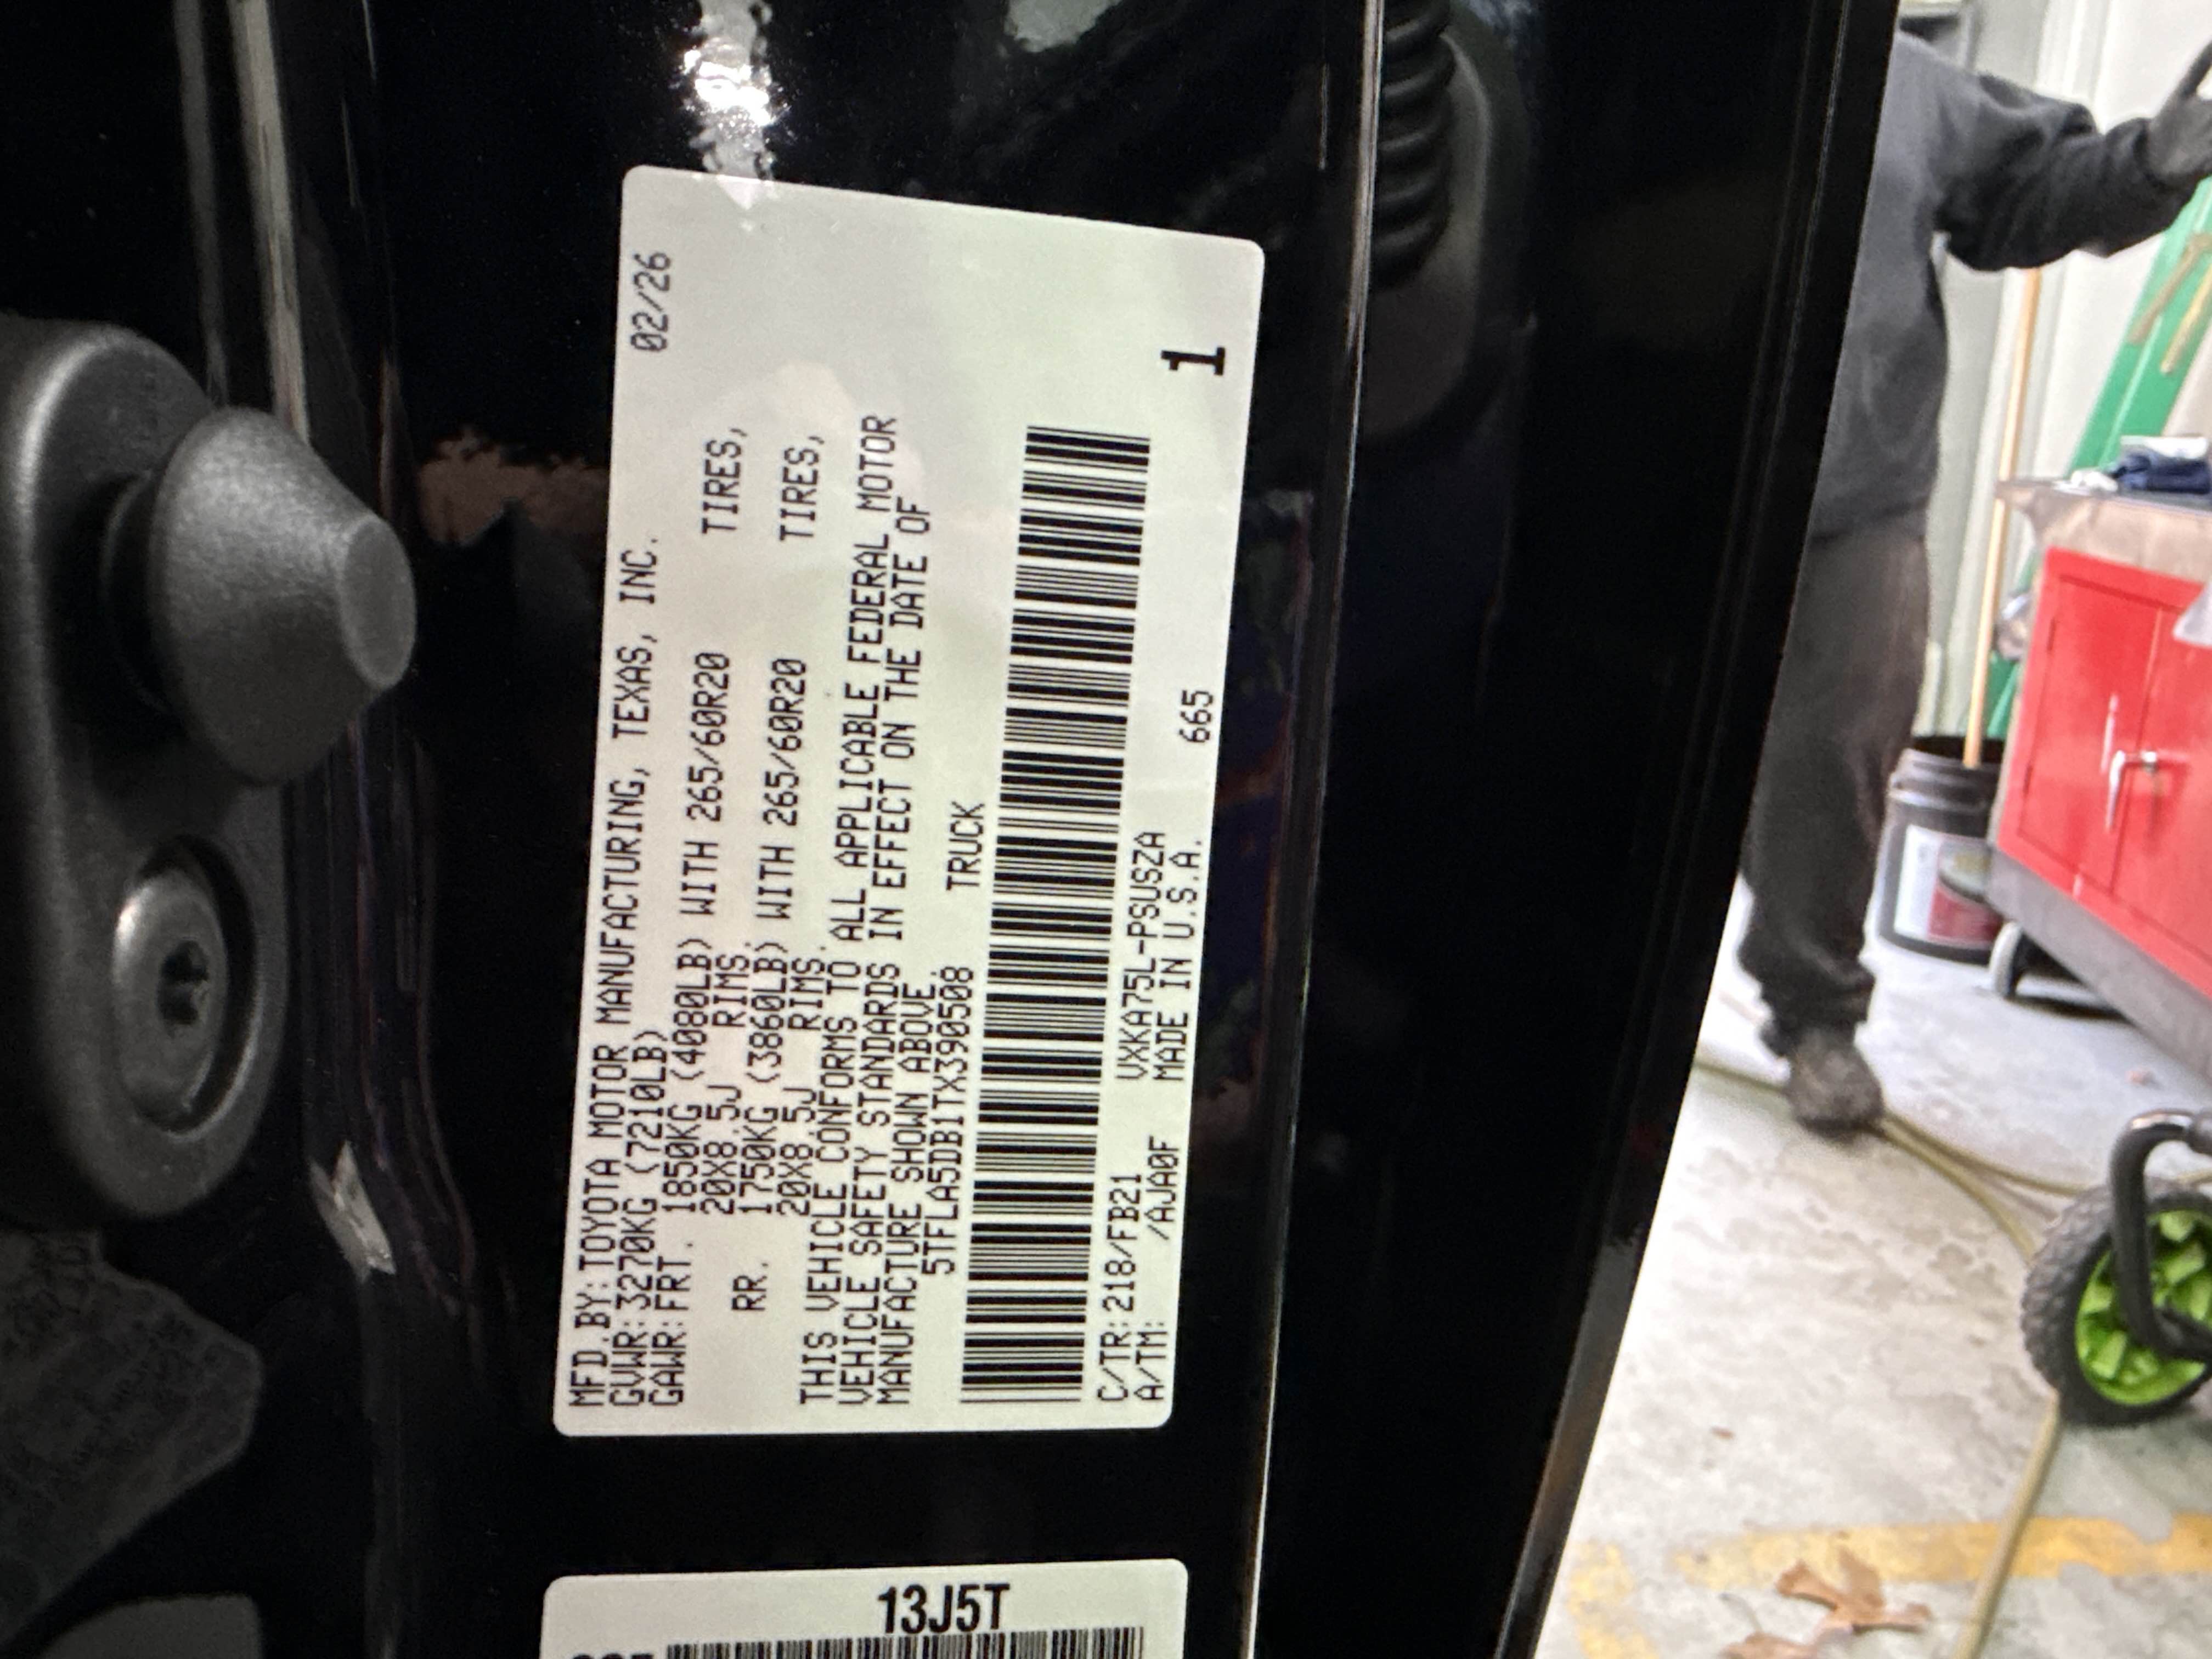 02/26
MFD.BY:TOYOTA MOTOR MANUFACTURING, TEXAS, INC.
GVWR:3270KG (7210LB)
GAWR:FRT. 1850KG (4080LB) WITH 265/60R20 TIRES,
20X8.5J RIMS,
RR. 1750KG (3860LB) WITH 265/60R20 TIRES,
20X8.5J RIMS.
THIS VEHICLE CONFORMS TO ALL APPLICABLE FEDERAL MOTOR
VEHICLE SAFETY STANDARDS IN EFFECT ON THE DATE OF
MANUFACTURE SHOWN ABOVE.
5TFLA5DB1TX390508 TRUCK
C/TR:218/FB21 VXKA75L-PSUSZA
A/TM: /AJA0F MADE IN U.S.A.
665
1
13J5T